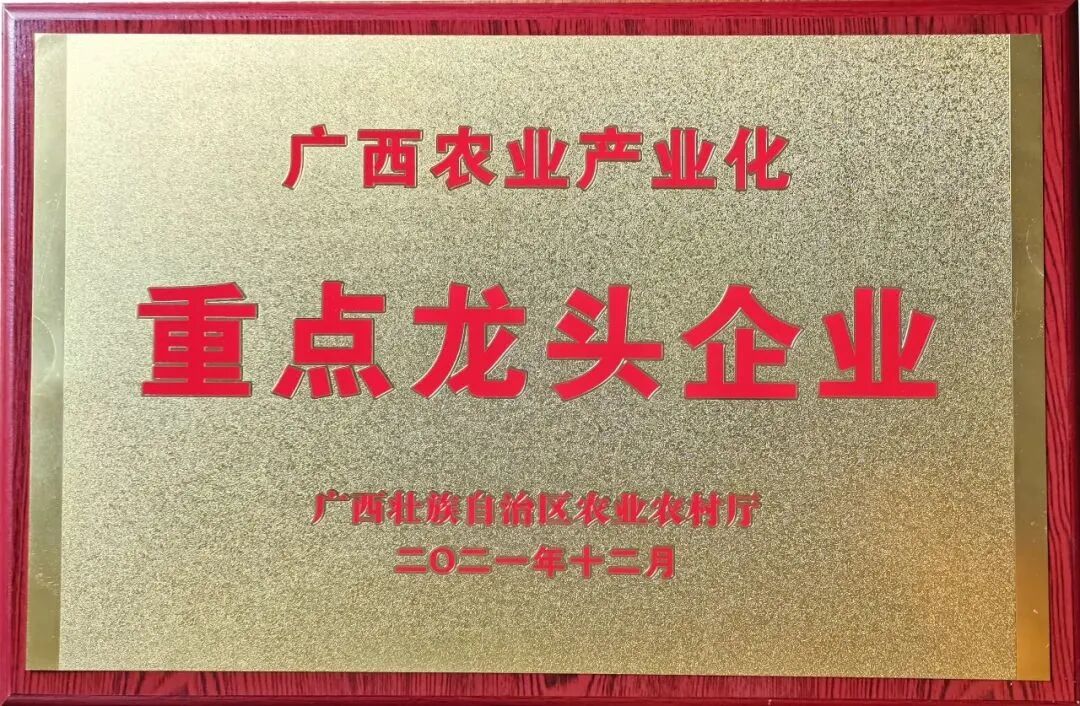 广西农业产业化
重点龙头企业
广西壮族自治区农业农村厅
二〇二一年十二月